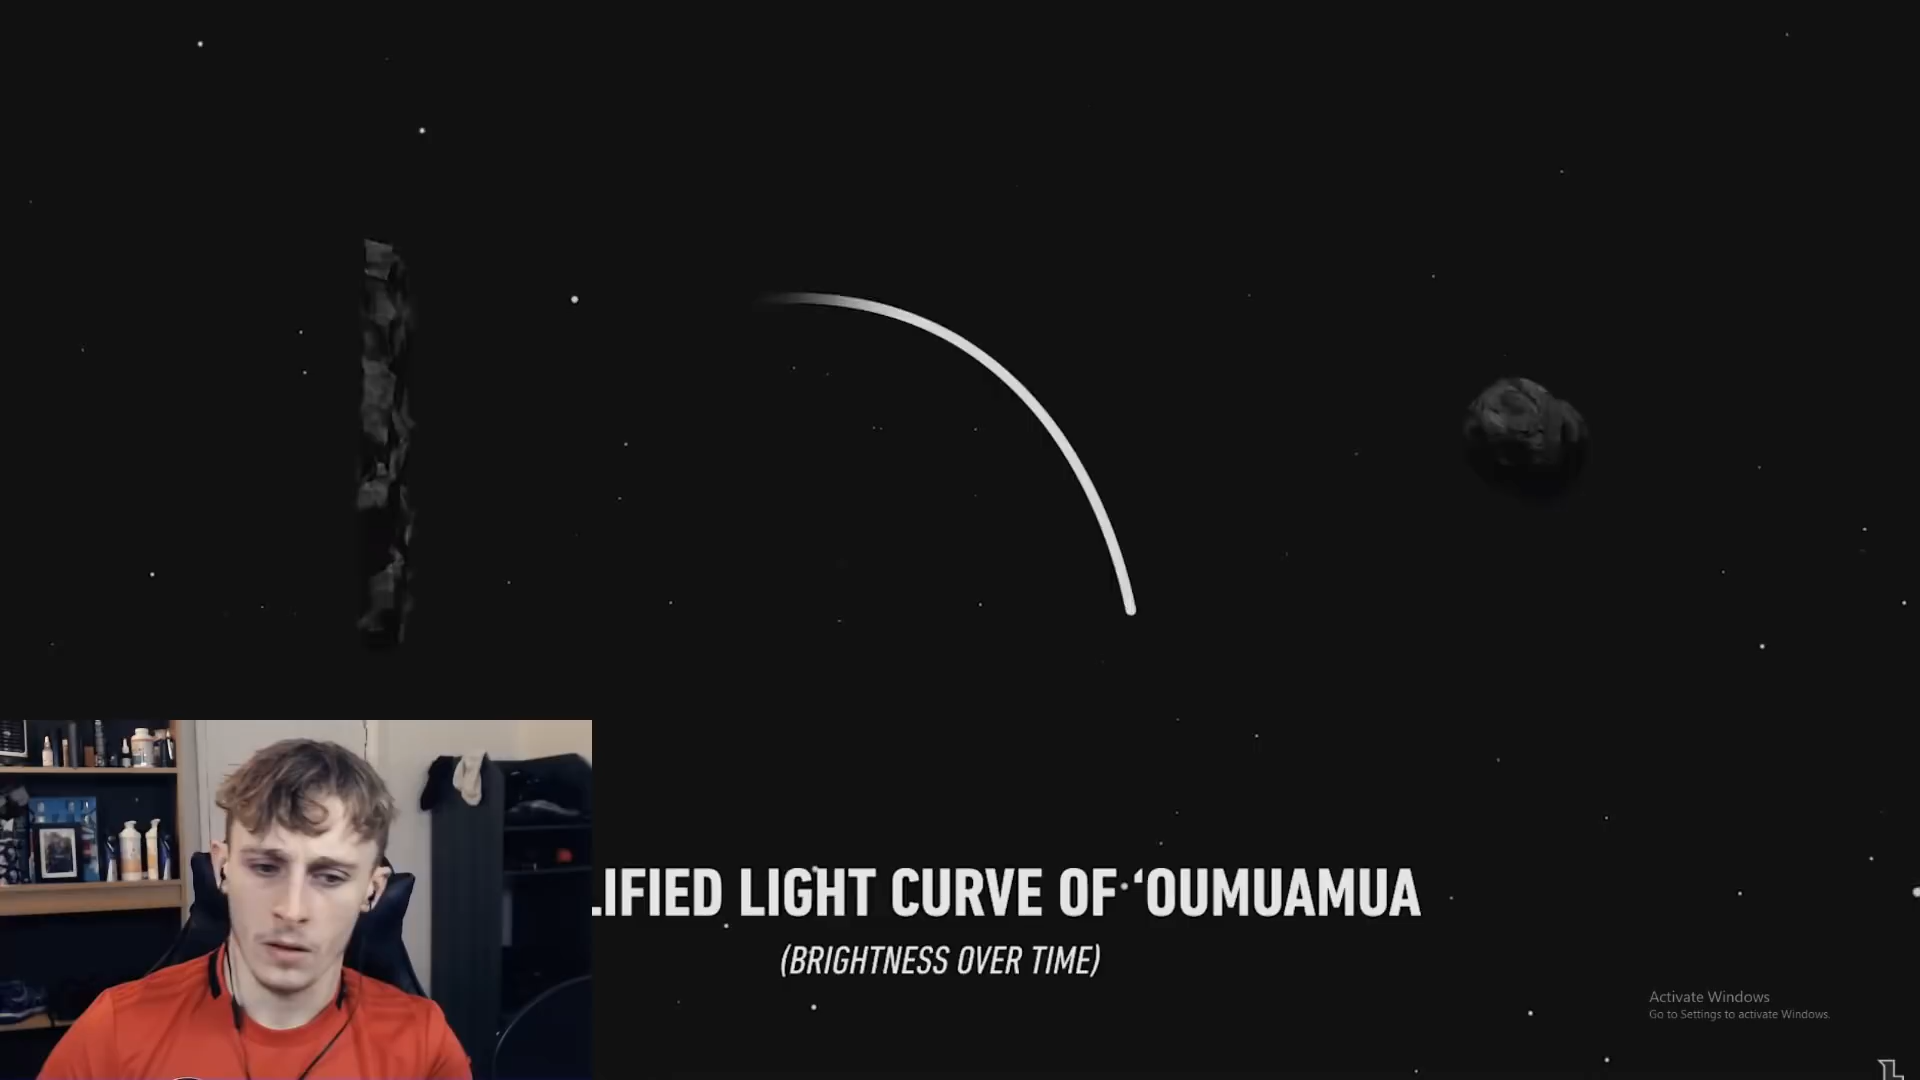 LIFIED LIGHT CURVE OF ‘OUMUAMUA
(BRIGHTNESS OVER TIME)
Activate Windows
Go to Settings to activate Windows.